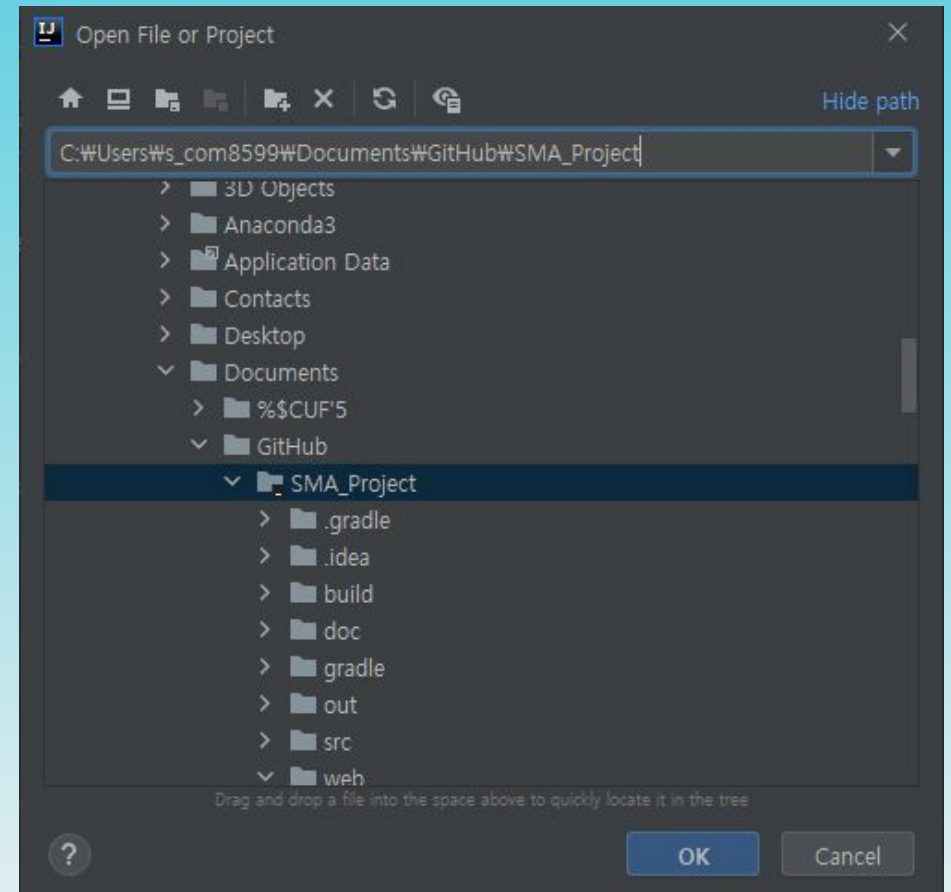 IJ Open File or Project
Hide path
C:₩Users₩s_com8599₩Documents₩GitHub₩SMA_Project
3D Objects
Anaconda3
Application Data
Contacts
Desktop
Documents
%$CUF'5
GitHub
SMA_Project
.gradle
.idea
build
doc
gradle
out
src
web
Drag and drop a file into the space above to quickly locate it in the tree
? OK Cancel